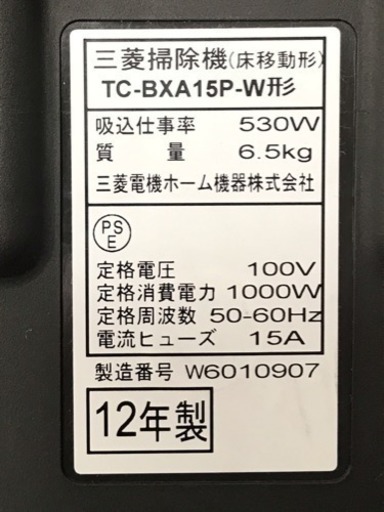 三菱掃除機(床移動形)
TC-BXA15P-W形
吸込仕事率 530W
質量 6.5kg
三菱電機ホーム機器株式会社
PS
E
定格電圧 100V
定格消費電力 1000W
定格周波数 50-60Hz
電流ヒューズ 15A
製造番号 W6010907
12年製